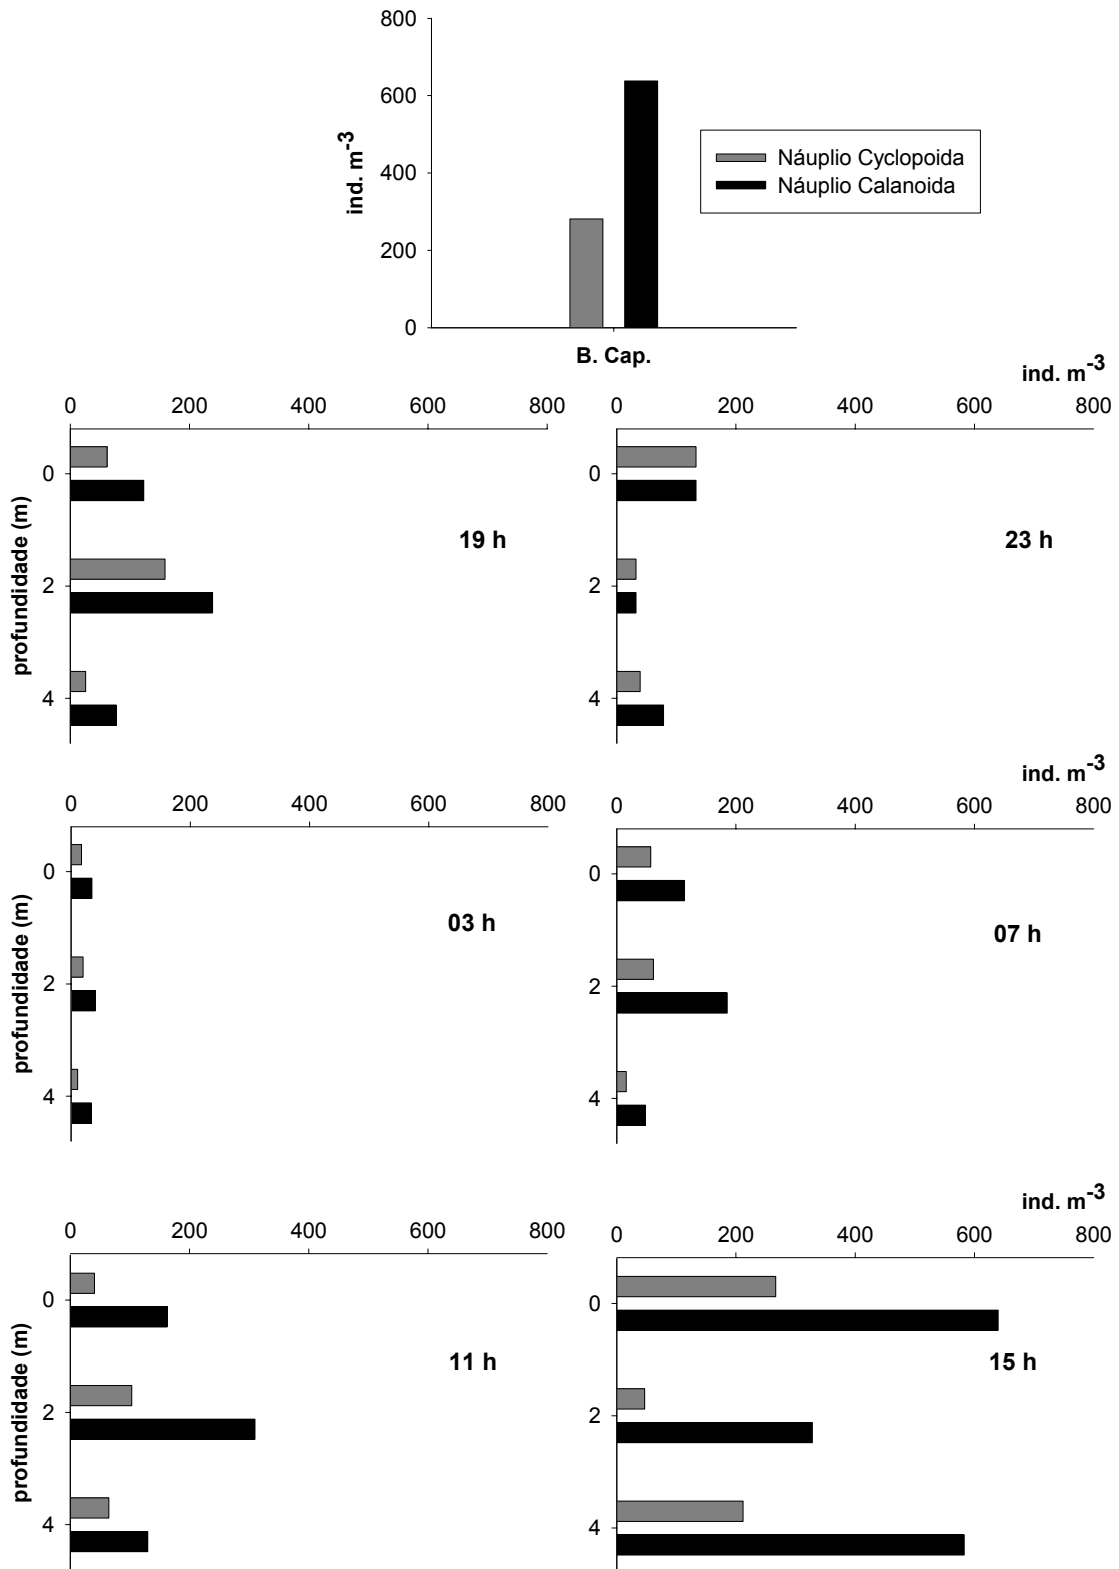 800
600
400
200
0
ind. m-3
Náuplio Cyclopoida
Náuplio Calanoida
B. Cap.
ind. m-3
0 200 400 600 800
0 200 400 600 800
profundidade (m)
0
2
4
19 h
0
2
4
23 h
ind. m-3
0 200 400 600 800
0 200 400 600 800
profundidade (m)
0
2
4
03 h
0
2
4
07 h
ind. m-3
0 200 400 600 800
0 200 400 600 800
profundidade (m)
0
2
4
11 h
0
2
4
15 h